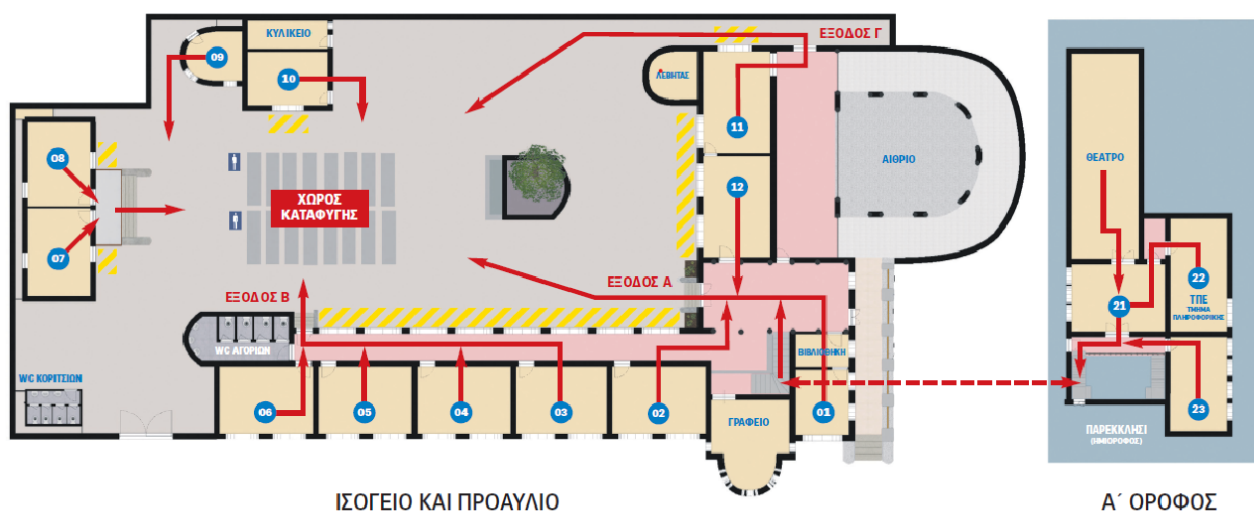 ΕΞΟΔΟΣ Γ
ΚΥΛΙΚΕΙΟ
09
10
ΛΕΒΗΤΑΣ
11
08
ΑΙΘΡΙΟ
ΘΕΑΤΡΟ
12
ΧΩΡΟΣ
ΚΑΤΑΦΥΓΗΣ
07
22
ΤΠΕ
ΤΜΗΜΑ
ΠΛΗΡΟΦΟΡΙΚΗΣ
21
ΕΞΟΔΟΣ Α
ΕΞΟΔΟΣ Β
WC ΑΓΟΡΙΩΝ
ΒΙΒΛΙΟΘΗΚΗ
WC ΚΟΡΙΤΣΙΩΝ
06
05
04
03
02
01
23
ΓΡΑΦΕΙΟ
ΠΑΡΕΚΚΛΗΣΙ
(ΗΜΙΟΡΟΦΟΣ)
ΙΣΟΓΕΙΟ ΚΑΙ ΠΡΟΑΥΛΙΟ
Α΄ ΟΡΟΦΟΣ